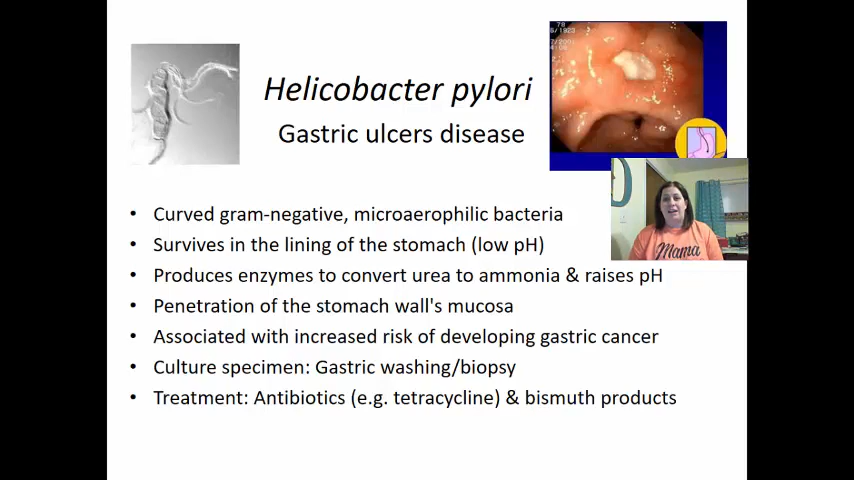 Helicobacter pylori
Gastric ulcers disease
• Curved gram-negative, microaerophilic bacteria
• Survives in the lining of the stomach (low pH)
• Produces enzymes to convert urea to ammonia & raises pH
• Penetration of the stomach wall's mucosa
• Associated with increased risk of developing gastric cancer
• Culture specimen: Gastric washing/biopsy
• Treatment: Antibiotics (e.g. tetracycline) & bismuth products
Mama